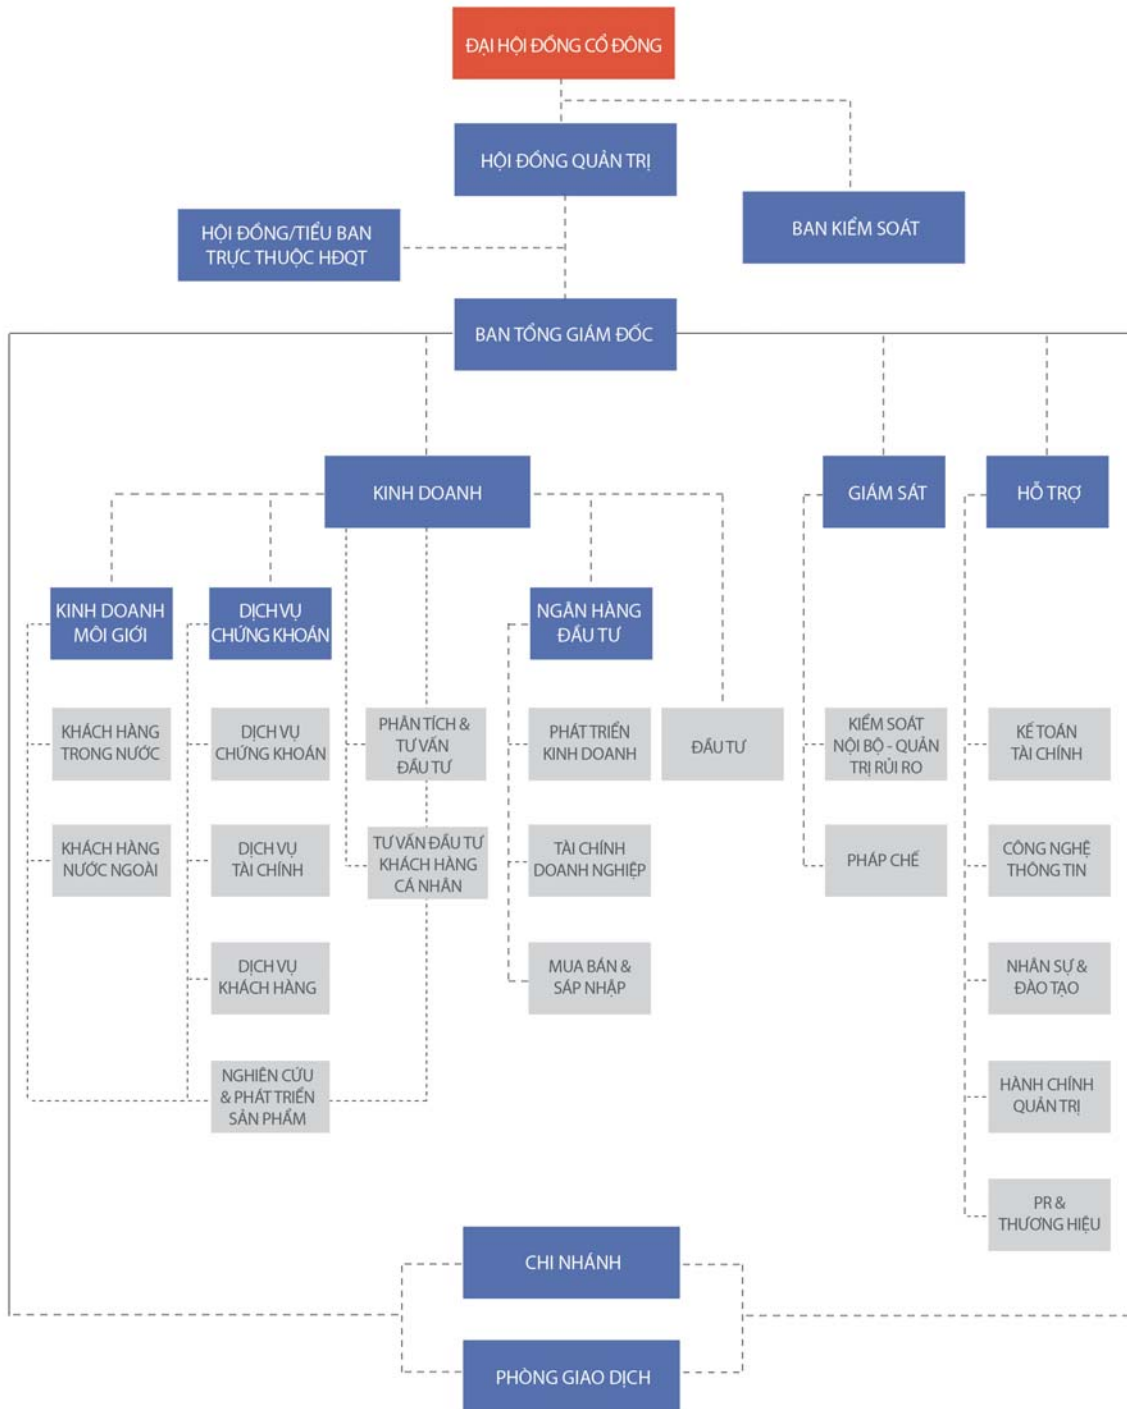 ĐẠI HỘI ĐỒNG CỔ ĐÔNG
HỘI ĐỒNG QUẢN TRỊ
BAN KIỂM SOÁT
HỘI ĐỒNG/TIỂU BAN
TRỰC THUỘC HĐQT
BAN TỔNG GIÁM ĐỐC
KINH DOANH
GIÁM SÁT
HỖ TRỢ
KINH DOANH
MÔI GIỚI
DỊCH VỤ
CHỨNG KHOÁN
NGÂN HÀNG
ĐẦU TƯ
KHÁCH HÀNG
TRONG NƯỚC
DỊCH VỤ
CHỨNG KHOÁN
PHÂN TÍCH &
TƯ VẤN
ĐẦU TƯ
PHÁT TRIỂN
KINH DOANH
ĐẦU TƯ
KIỂM SOÁT
NỘI BỘ - QUẢN
TRỊ RỦI RO
KẾ TOÁN
TÀI CHÍNH
KHÁCH HÀNG
NƯỚC NGOÀI
DỊCH VỤ
TÀI CHÍNH
TƯ VẤN ĐẦU TƯ
KHÁCH HÀNG
CÁ NHÂN
TÀI CHÍNH
DOANH NGHIỆP
PHÁP CHẾ
CÔNG NGHỆ
THÔNG TIN
DỊCH VỤ
KHÁCH HÀNG
MUA BÁN &
SÁP NHẬP
NHÂN SỰ &
ĐÀO TẠO
NGHIÊN CỨU
& PHÁT TRIỂN
SẢN PHẨM
HÀNH CHÍNH
QUẢN TRỊ
PR &
THƯƠNG HIỆU
CHI NHÁNH
PHÒNG GIAO DỊCH